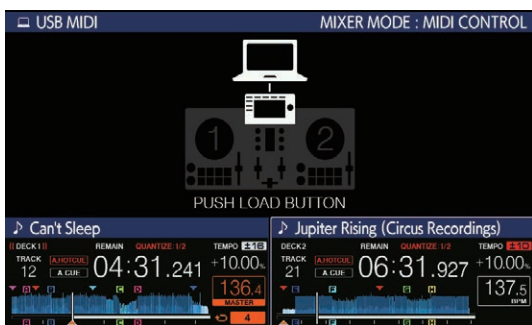 USB MIDI
MIXER MODE : MIDI CONTROL
1 2
PUSH LOAD BUTTON
♪ Can't Sleep
DECK1 REMAIN QUANTIZE 1/2 TEMPO ±16
TRACK 12 A.HOTCUE A.CUE 04:31.241 +10.00%
136.4 MASTER
4
♪ Jupiter Rising (Circus Recordings)
DECK2 REMAIN QUANTIZE 1/2 TEMPO ±10
TRACK 21 A.HOTCUE A.CUE 06:31.927 +10.00%
137.5 BPM